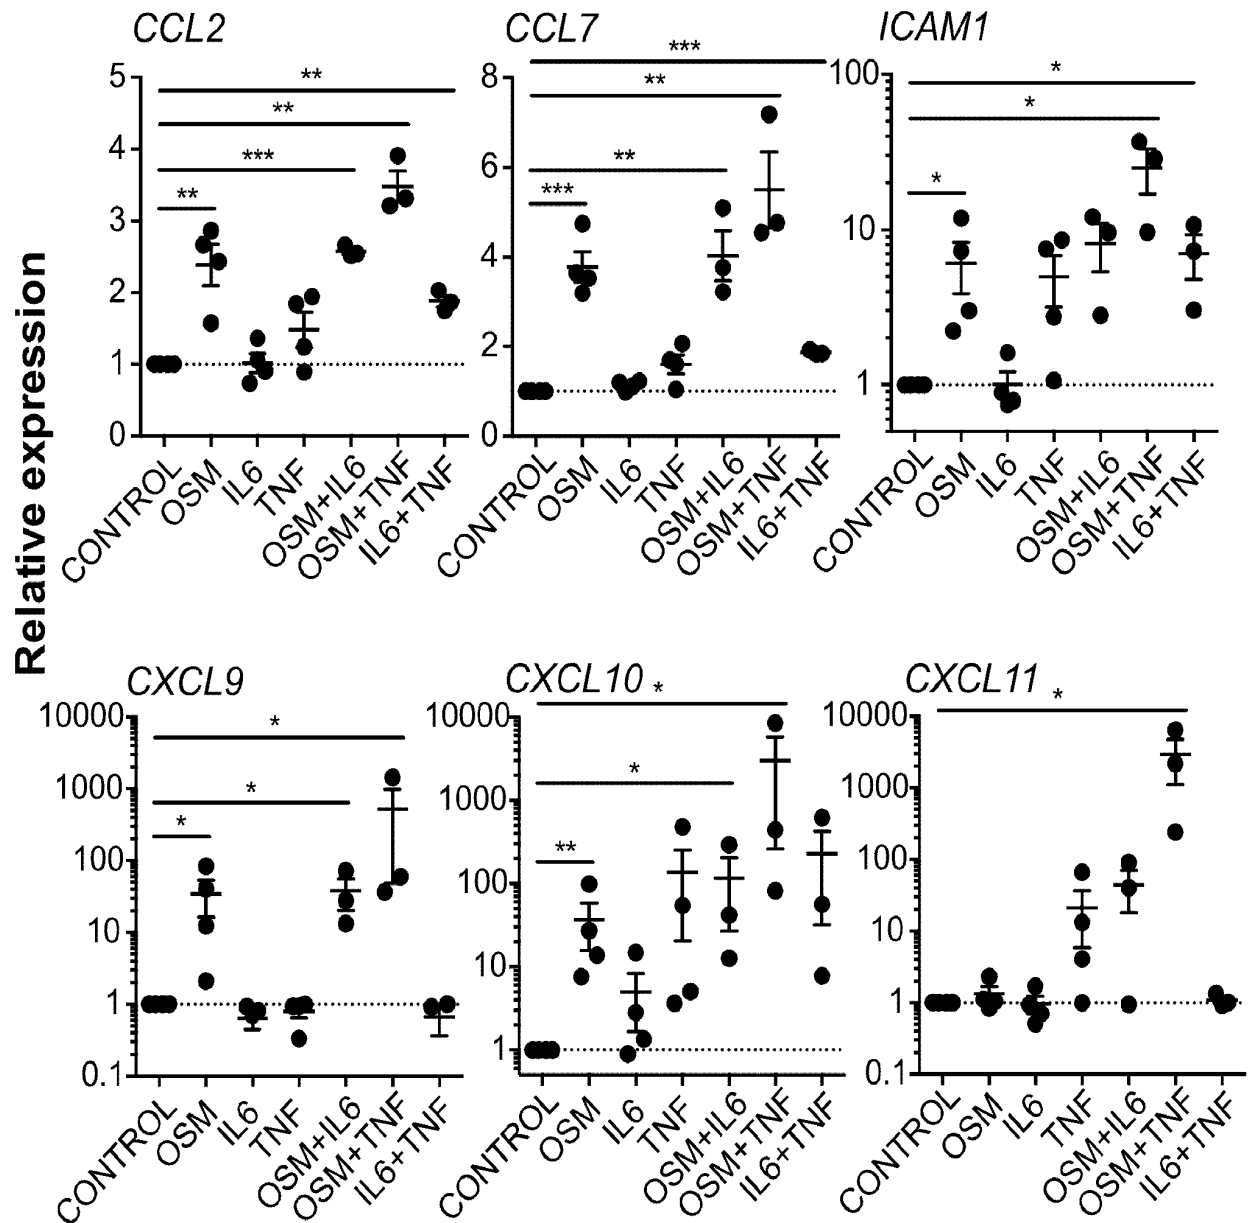 Relative expression
CCL2
**
**
***
**
5
4
3
2
1
0
CONTROL
OSM
IL6
TNF
OSM+IL6
OSM+TNF
IL6+TNF
CCL7
***
**
**
***
8
6
4
2
0
CONTROL
OSM
IL6
TNF
OSM+IL6
OSM+TNF
IL6+TNF
ICAM1
*
*
*
100
10
1
CONTROL
OSM
IL6
TNF
OSM+IL6
OSM+TNF
IL6+TNF
CXCL9
*
*
*
10000
1000
100
10
1
0.1
CONTROL
OSM
IL6
TNF
OSM+IL6
OSM+TNF
IL6+TNF
CXCL10
*
*
**
10000
1000
100
10
1
CONTROL
OSM
IL6
TNF
OSM+IL6
OSM+TNF
IL6+TNF
CXCL11
*
10000
1000
100
10
1
0.1
CONTROL
OSM
IL6
TNF
OSM+IL6
OSM+TNF
IL6+TNF